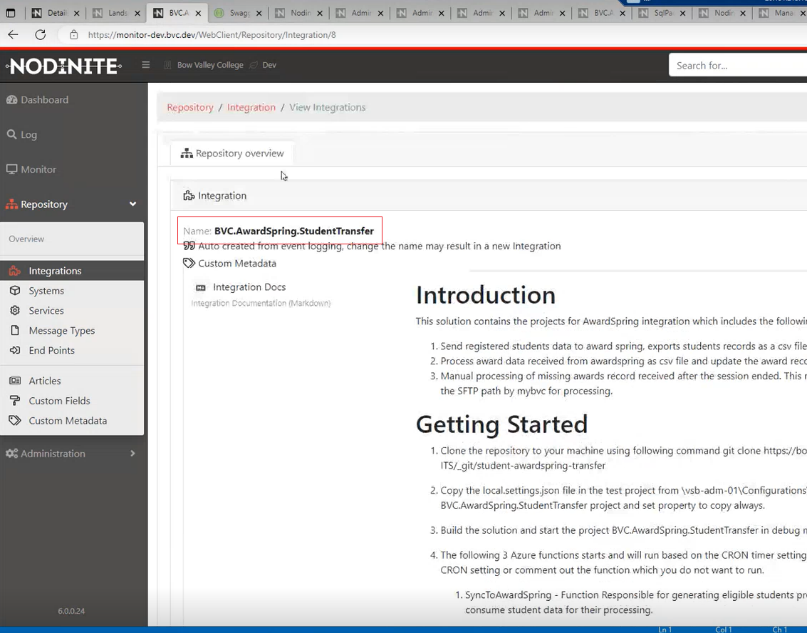 Detail
Landa
BVC.A
Swag
Nodin
Admi
Admi
Admi
Admi
BVC.A
SqlPa
Nodin
Mana
https://monitor-dev.bvc.dev/WebClient/Repository/Integration/8
NODINITE
Bow Valley College
Dev
Search for...
Dashboard
Log
Monitor
Repository
Overview
Integrations
Systems
Services
Message Types
End Points
Articles
Custom Fields
Custom Metadata
Administration
6.0.0.24
Repository / Integration / View Integrations
Repository overview
Integration
Name: BVC.AwardSpring.StudentTransfer
Auto created from event logging, change the name may result in a new Integration
Custom Metadata
Integration Docs
Integration Documentation (Markdown)
Introduction
This solution contains the projects for AwardSpring integration which includes the followi
1. Send registered students data to award spring, exports students records as a csv file
2. Process award data received from awardspring as csv file and update the award reco
3. Manual processing of missing awards record received after the session ended. This r
the SFTP path by mybvc for processing.
Getting Started
1. Clone the repository to your machine using following command git clone https://bo
ITS/_git/student-awardspring-transfer
2. Copy the local.settings.json file in the test project from \vsb-adm-01\Configurations\
BVC.AwardSpring.StudentTransfer project and set property to copy always.
3. Build the solution and start the project BVC.AwardSpring.StudentTransfer in debug m
4. The following 3 Azure functions starts and will run based on the CRON timer setting
CRON setting or comment out the function which you do not want to run.
1. SyncToAwardSpring - Function Responsible for generating eligible students pr
consume student data for their processing.
Ln 1
Col 1
Ch 1